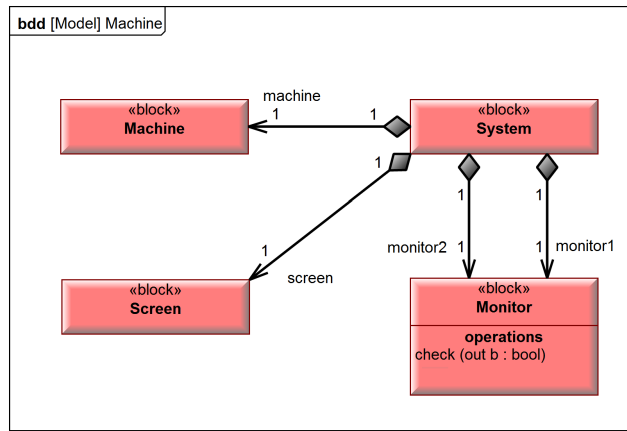 bdd [Model] Machine
machine
«block»
Machine
1
1
«block»
System
1
1
1
monitor2
1
1
monitor1
1
screen
«block»
Screen
«block»
Monitor
operations
check (out b : bool)